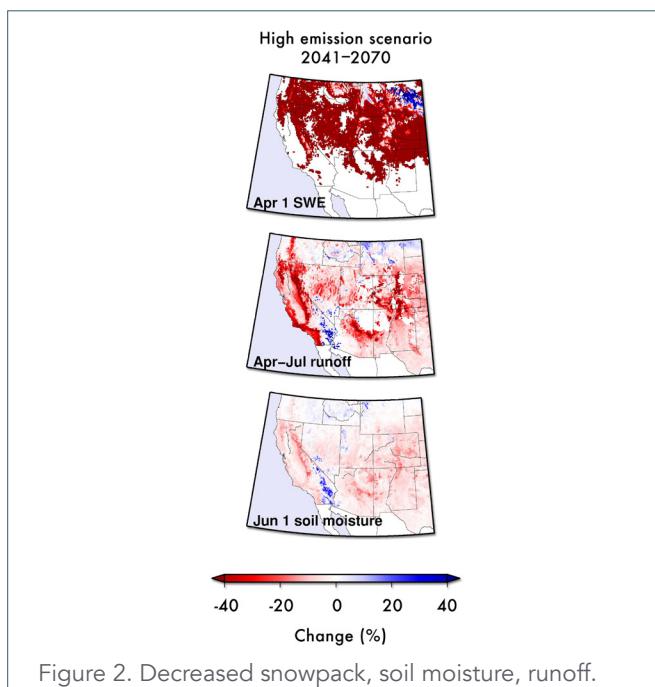 High emission scenario
2041–2070
Apr 1 SWE
Apr–Jul runoff
Jun 1 soil moisture
-40 -20 0 20 40
Change (%)
Figure 2. Decreased snowpack, soil moisture, runoff.